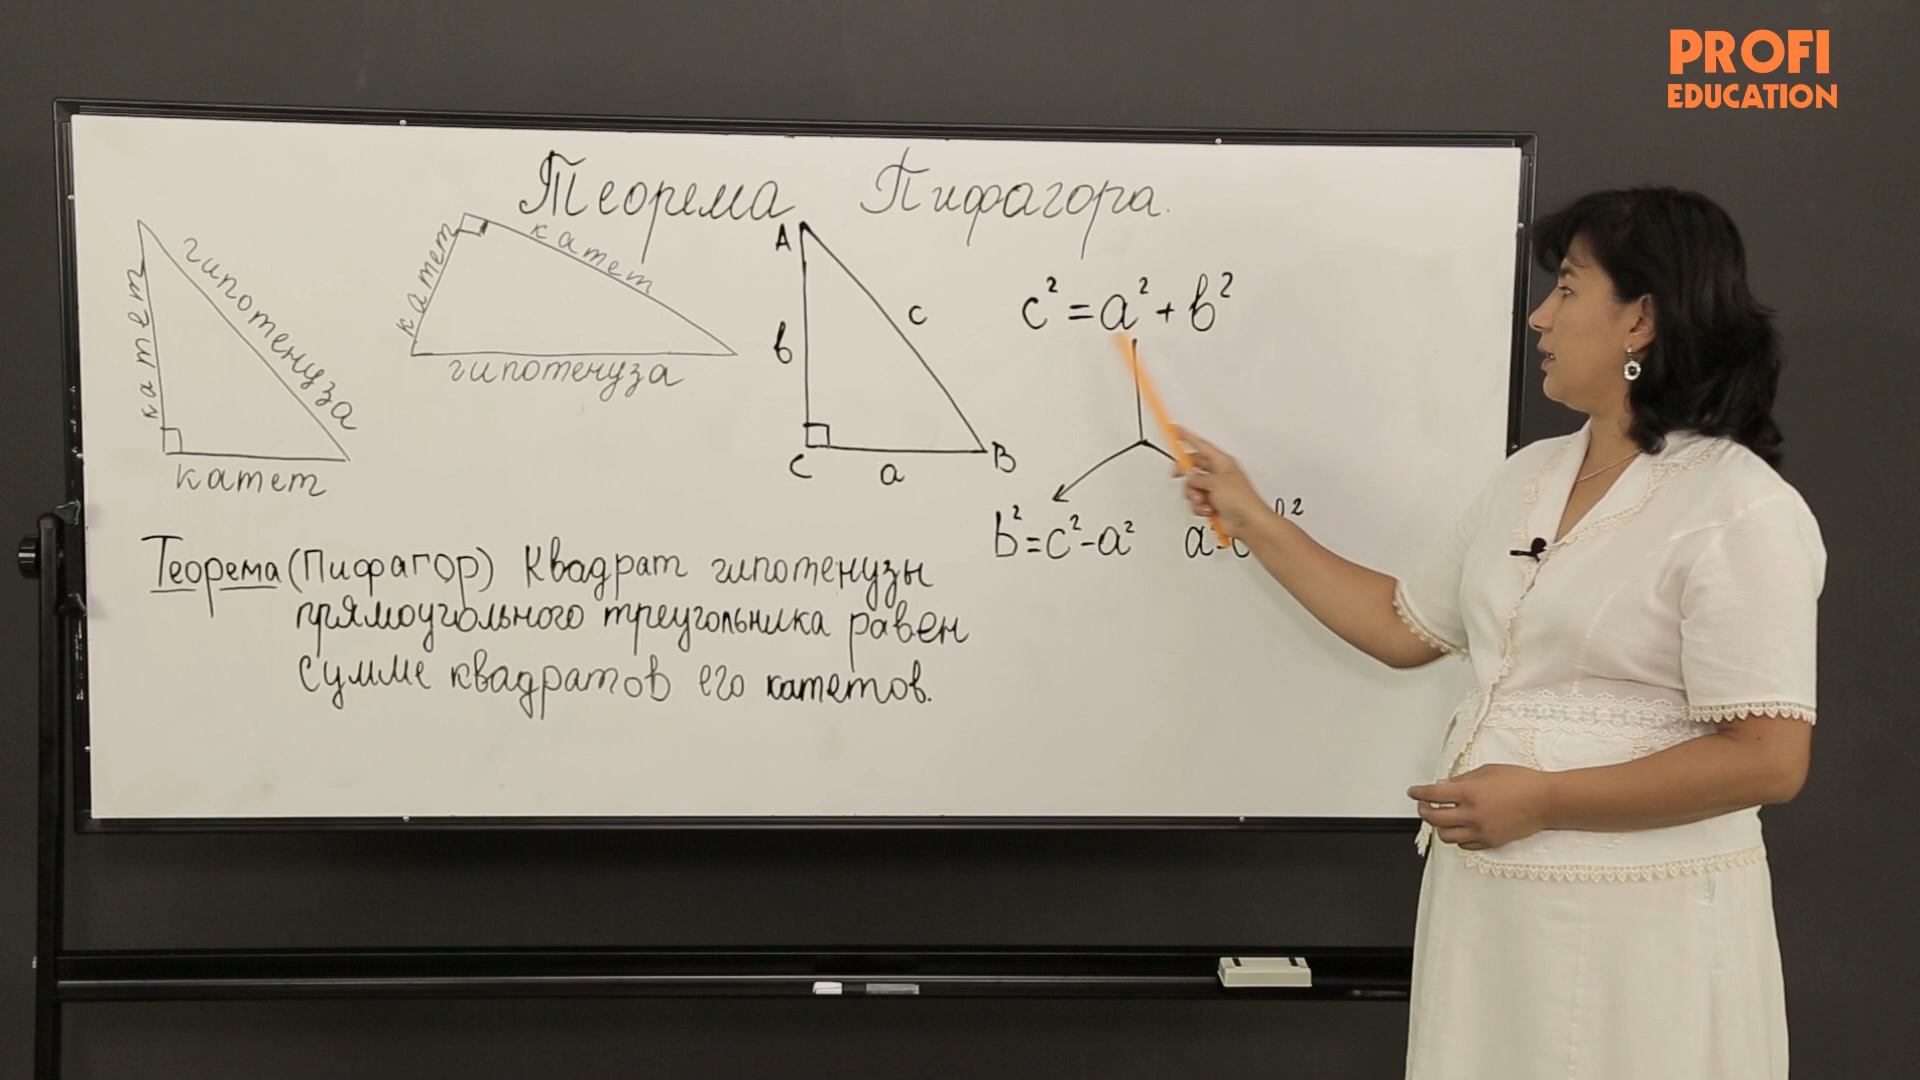 PROFI
EDUCATION
Теорема Пифагора.
катет
гипотенуза
катет
катет
катет
гипотенуза
A
в
c
C
a
B
c² = a² + в²
b² = c² - a²
Теорема (Пифагор) Квадрат гипотенузы
прямоугольного треугольника равен
сумме квадратов его катетов.